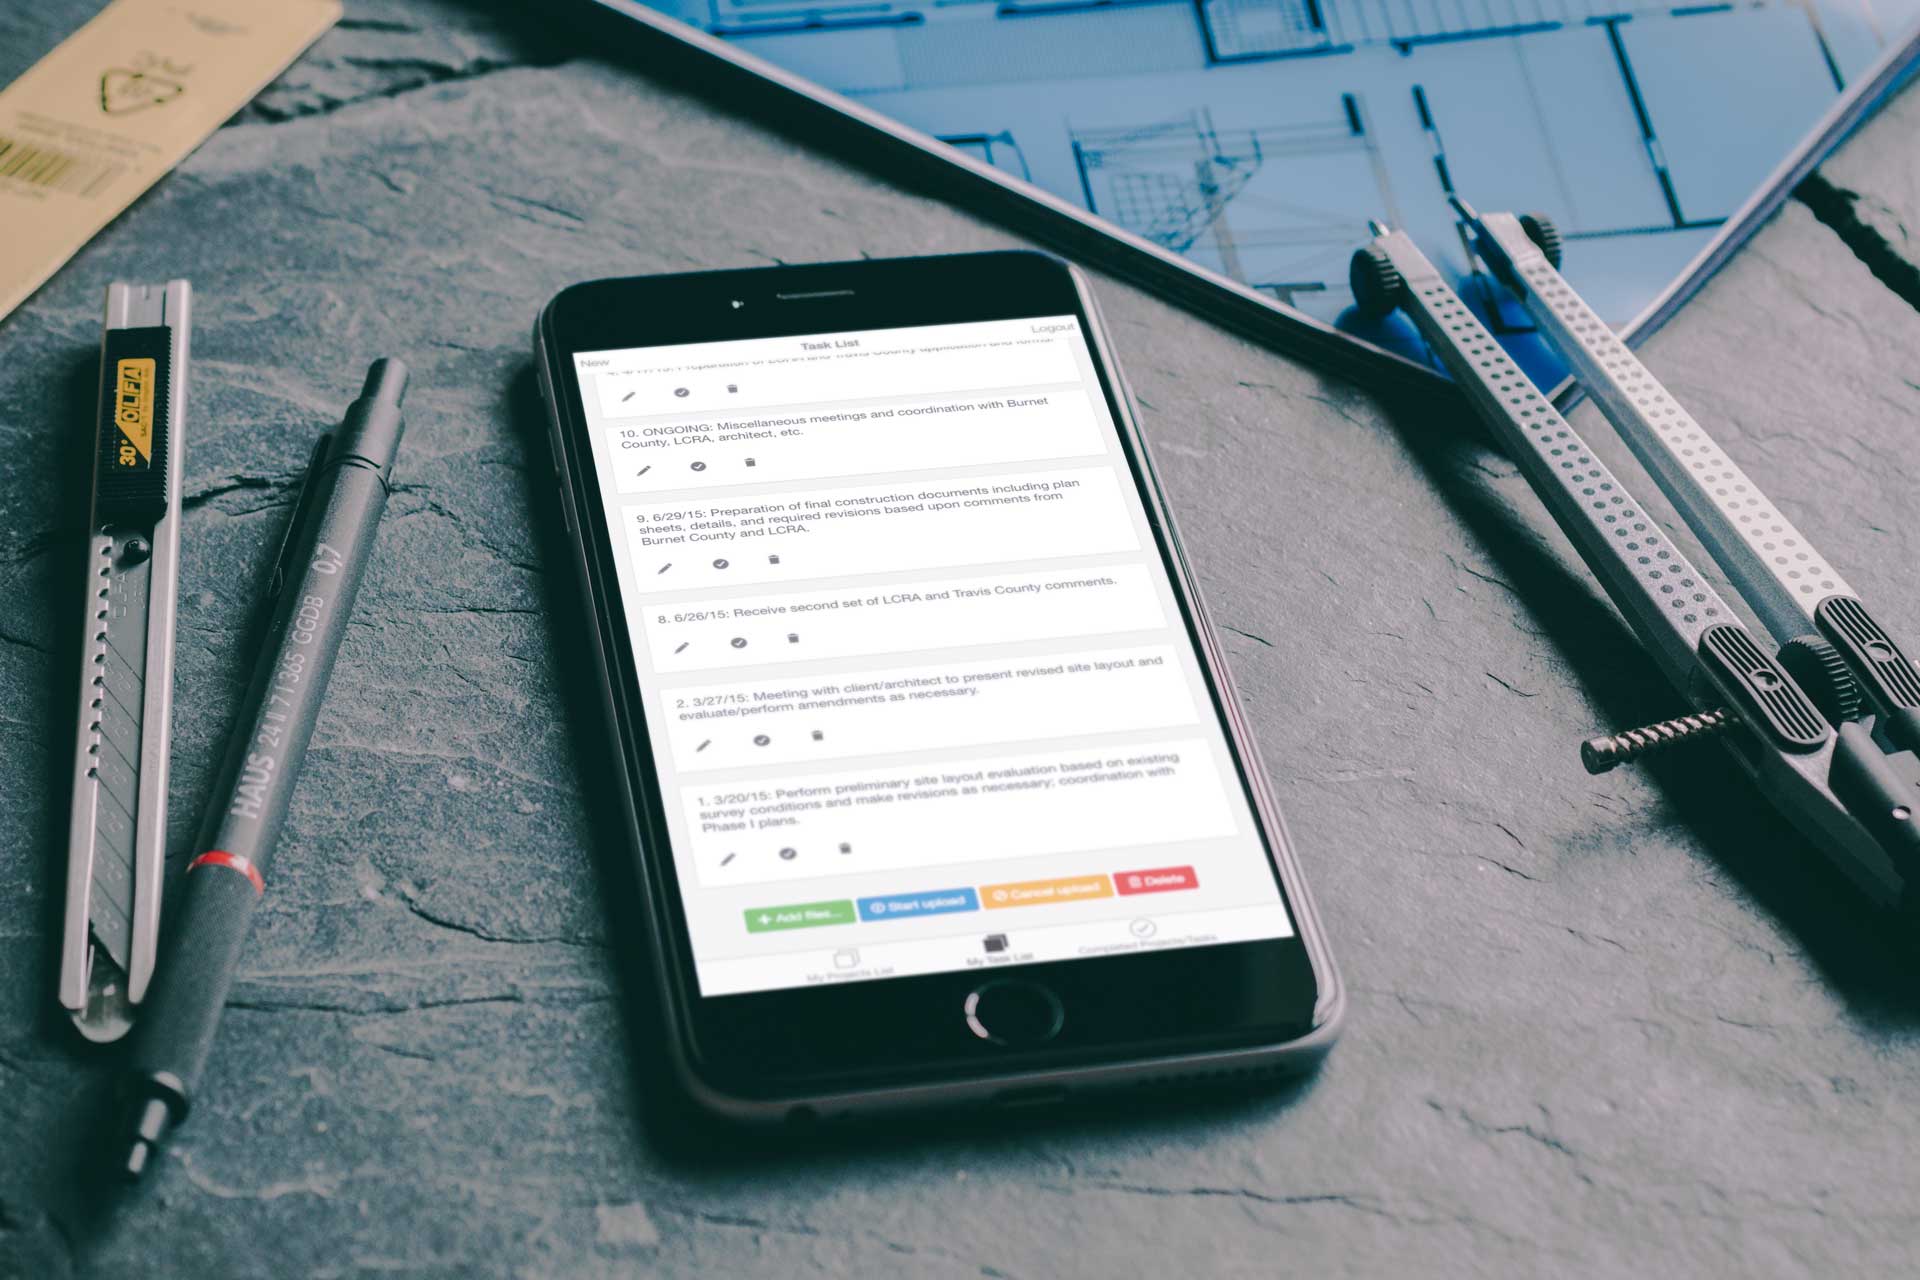 New
Task List
Logout
Preparation of LCRA and Travis County application and formal
10. ONGOING: Miscellaneous meetings and coordination with Burnet
County, LCRA, architect, etc.
9. 6/29/15: Preparation of final construction documents including plan
sheets, details, and required revisions based upon comments from
Burnet County and LCRA.
8. 6/26/15: Receive second set of LCRA and Travis County comments.
2. 3/27/15: Meeting with client/architect to present revised site layout and
evaluate/perform amendments as necessary.
1. 3/20/15: Perform preliminary site layout evaluation based on existing
survey conditions and make revisions as necessary; coordination with
Phase I plans.
Add files...
Start upload
Cancel upload
Delete
My Projects List
My Task List
Completed Projects/Tasks
30° OLFA
HAUS 24 II 7 I 365 GGDB 0,7